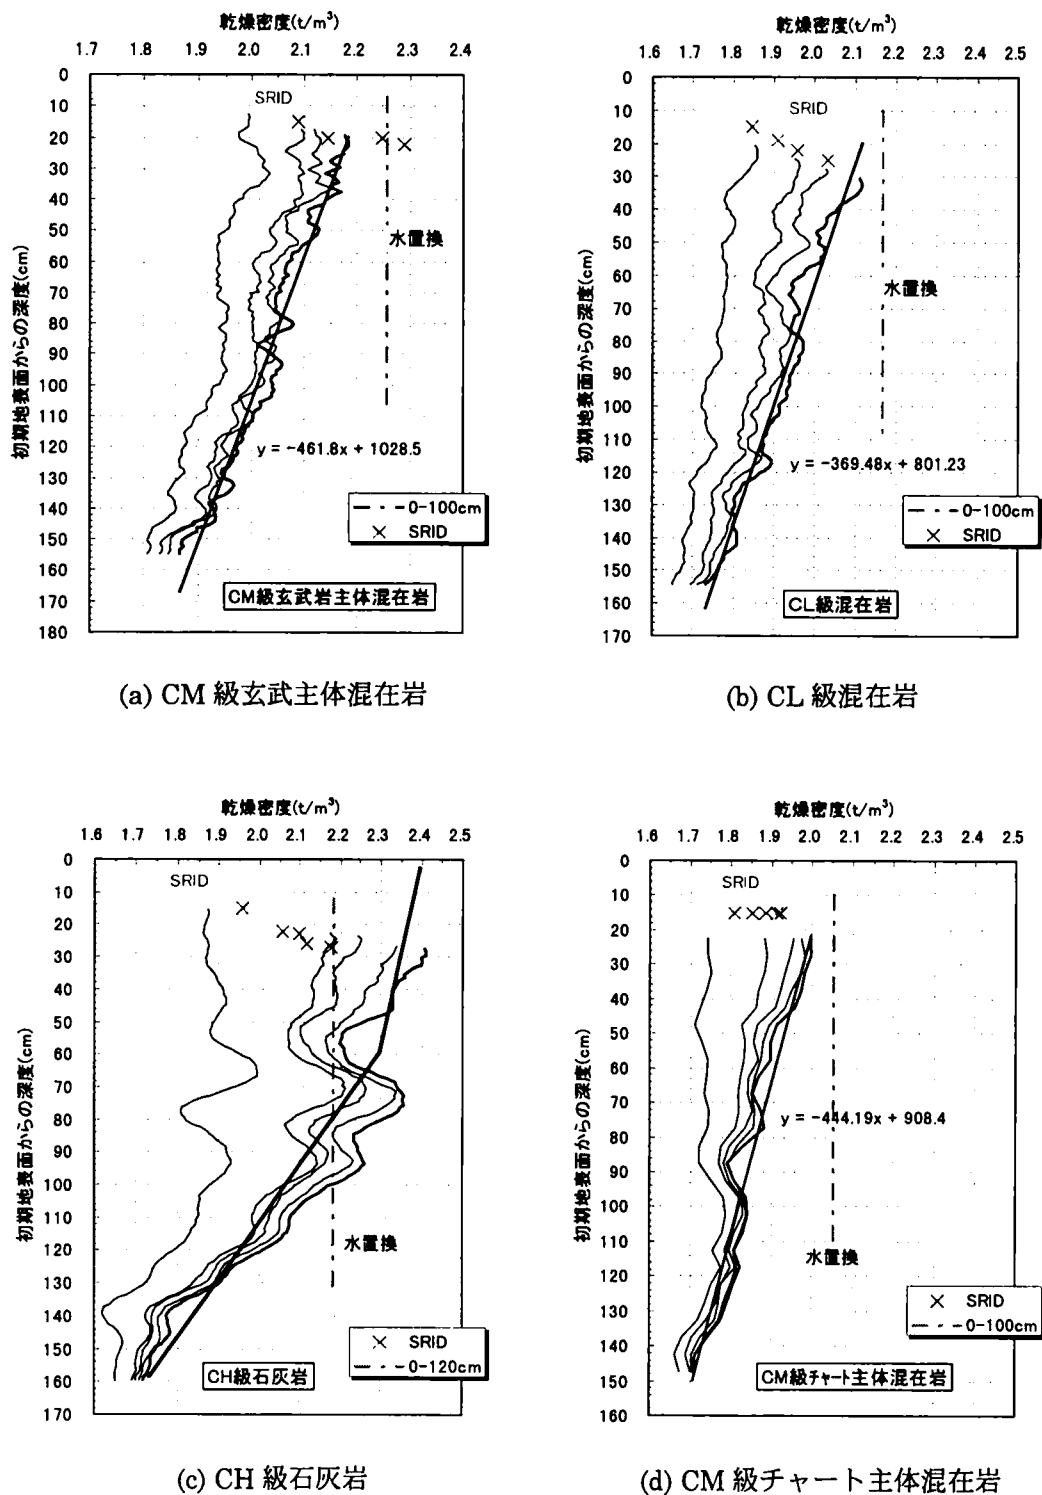 乾燥密度(t/m³)
1.7 1.8 1.9 2.0 2.1 2.2 2.3 2.4
0
10
20
30
40
50
60
70
80
90
100
110
120
130
140
150
160
170
180
初期地表面からの深度(cm)
SRID
水置換
y = -461.8x + 1028.5
0-100cm
SRID
CM級玄武岩主体混在岩
(a) CM 級玄武主体混在岩
乾燥密度(t/m³)
1.6 1.7 1.8 1.9 2.0 2.1 2.2 2.3 2.4 2.5
0
10
20
30
40
50
60
70
80
90
100
110
120
130
140
150
160
170
初期地表面からの深度(cm)
SRID
水置換
y = -369.48x + 801.23
0-100cm
SRID
CL級混在岩
(b) CL 級混在岩
乾燥密度(t/m³)
1.6 1.7 1.8 1.9 2.0 2.1 2.2 2.3 2.4 2.5
0
10
20
30
40
50
60
70
80
90
100
110
120
130
140
150
160
170
初期地表面からの深度(cm)
SRID
水置換
SRID
0-120cm
CH級石灰岩
(c) CH 級石灰岩
乾燥密度(t/m³)
1.6 1.7 1.8 1.9 2.0 2.1 2.2 2.3 2.4 2.5
0
10
20
30
40
50
60
70
80
90
100
110
120
130
140
150
160
初期地表面からの深度(cm)
SRID
y = -444.19x + 908.4
水置換
SRID
0-100cm
CM級ﾁｬｰﾄ主体混在岩
(d) CM 級チャート主体混在岩